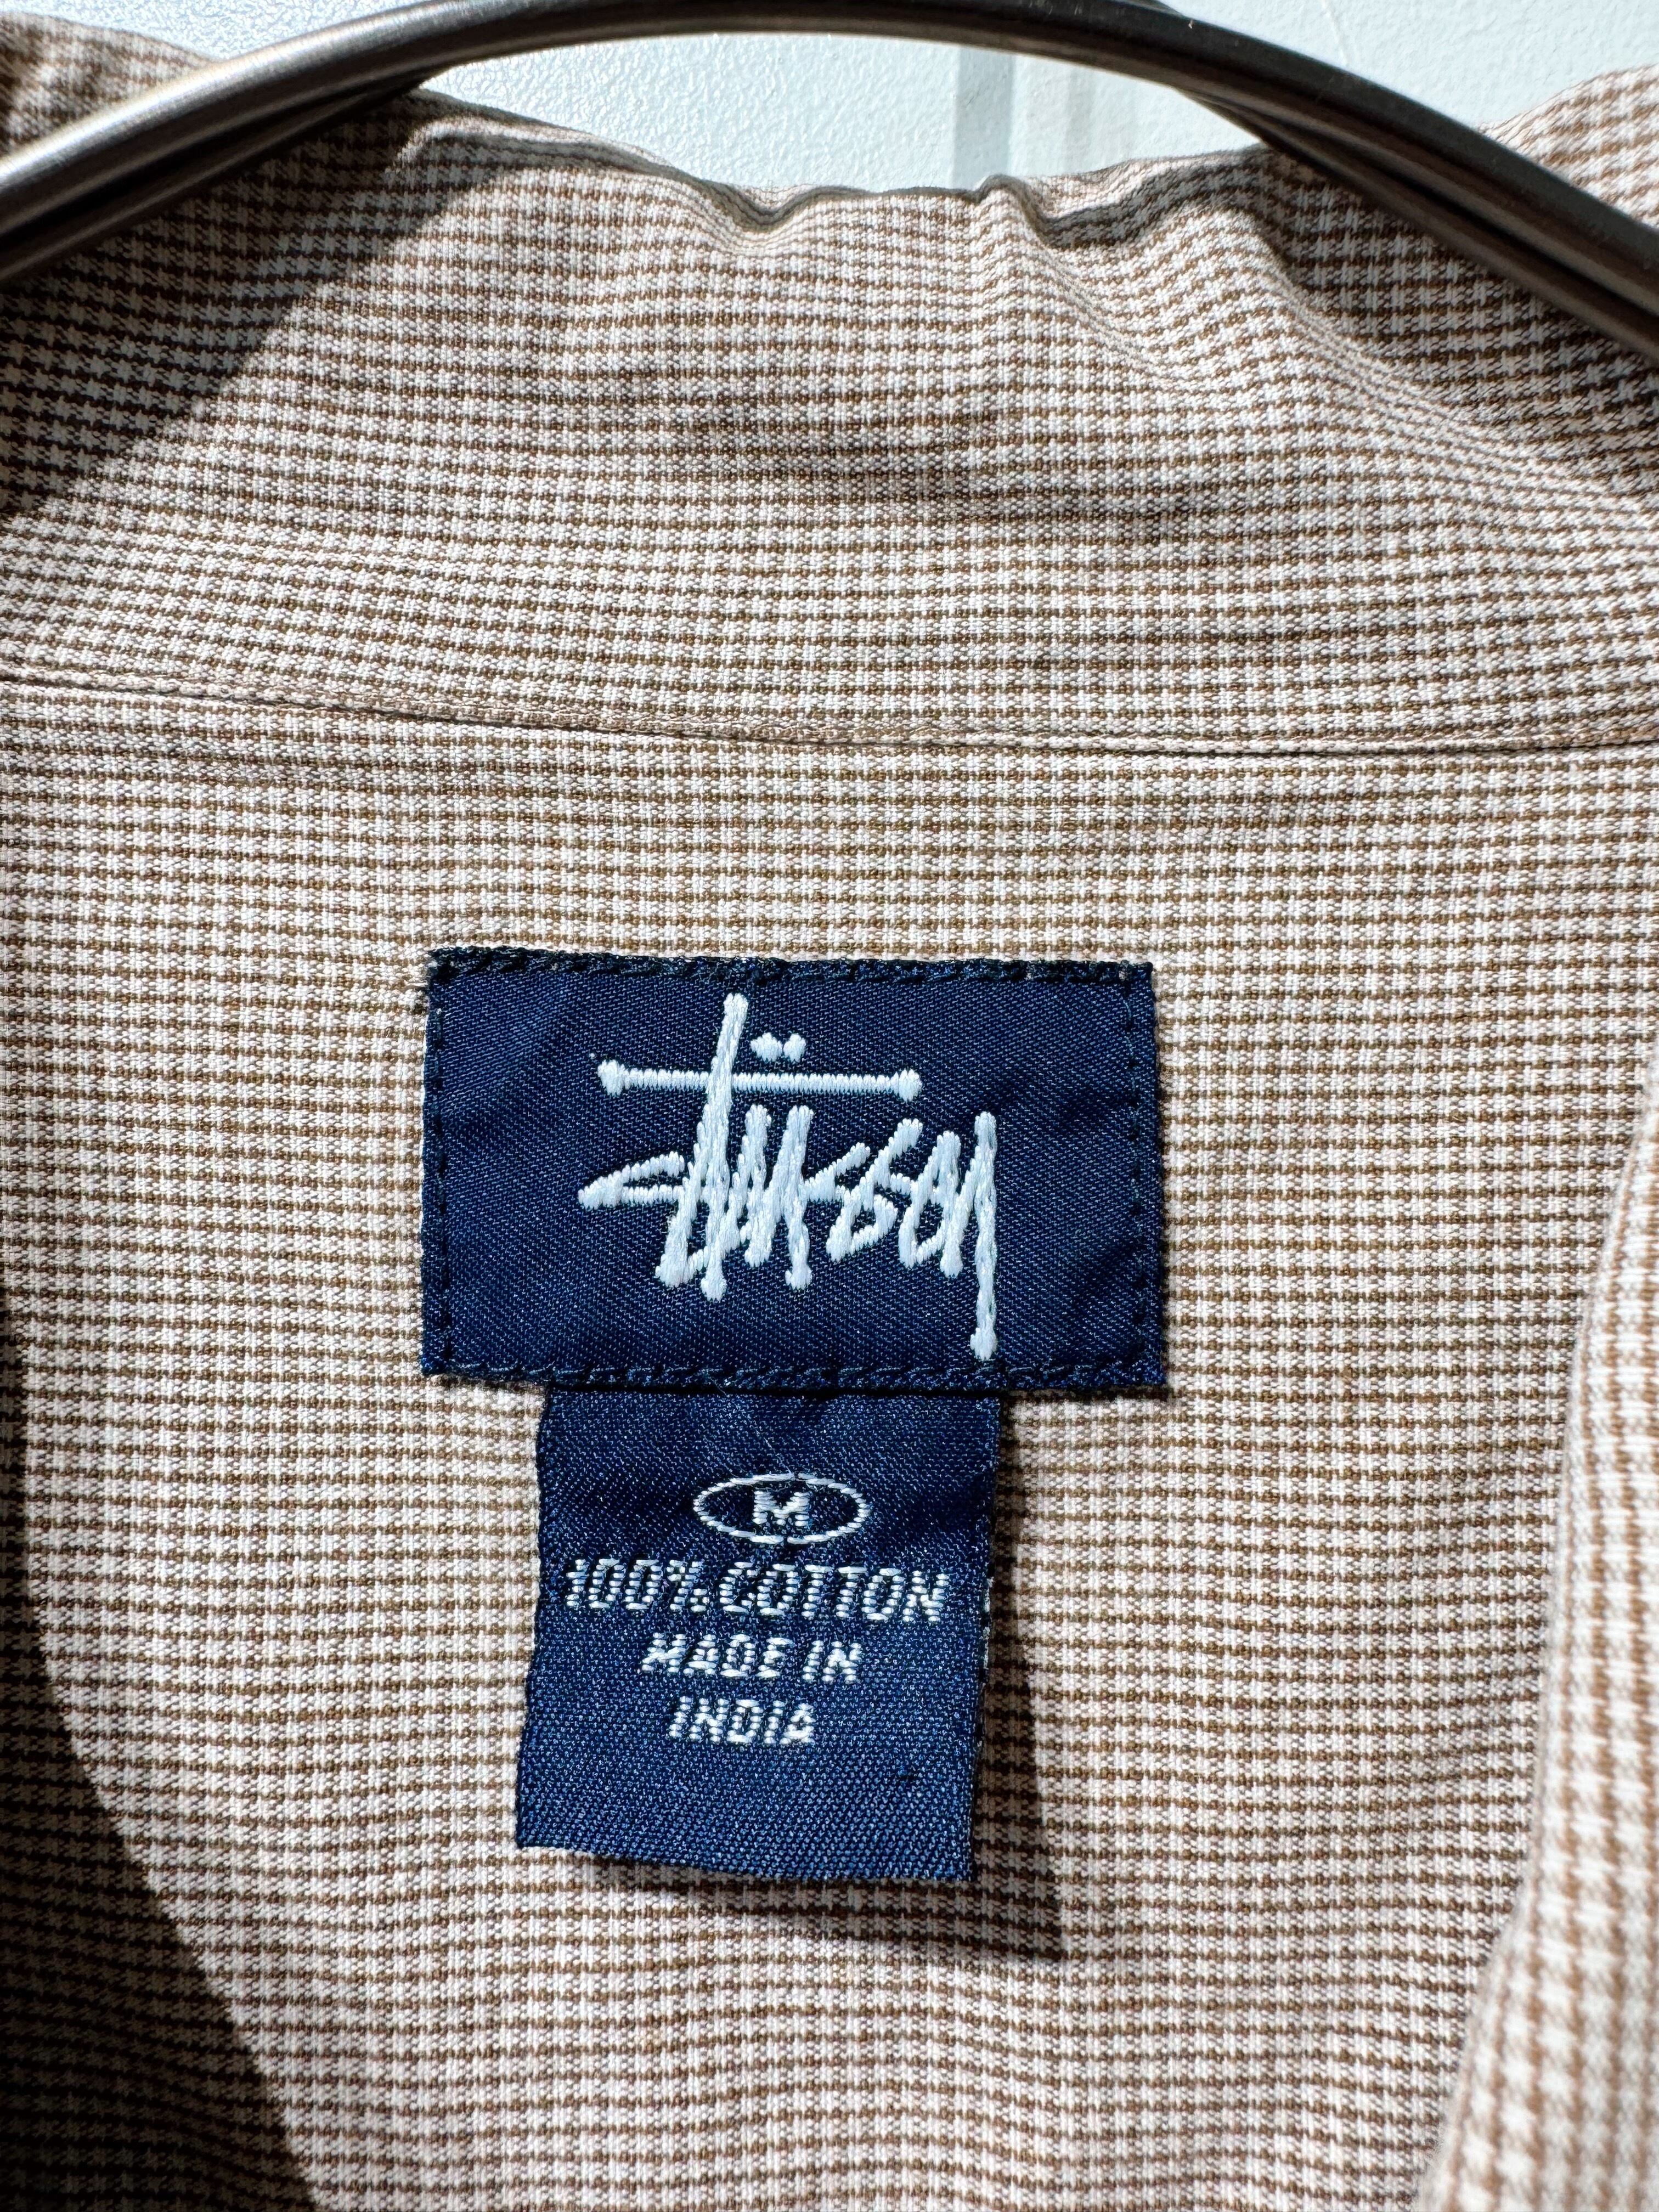 stüssy
M
100% COTTON
MADE IN
INDIA